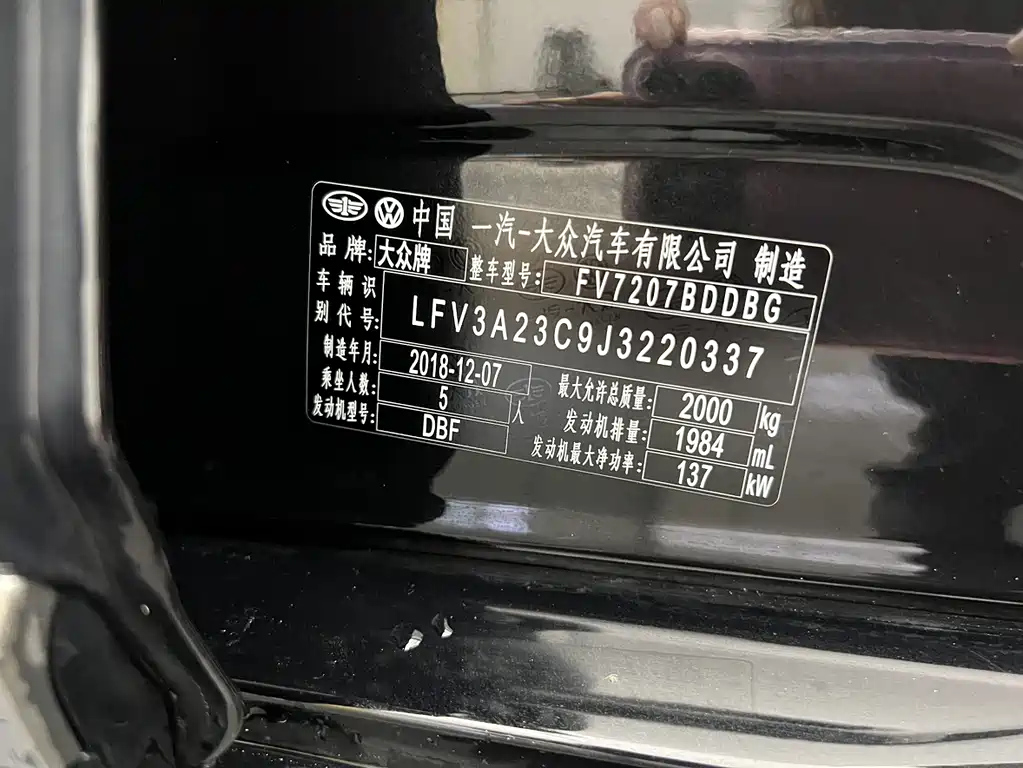 中国 一汽-大众汽车有限公司 制造
品牌: 大众牌 整车型号: FV7207BDDBG
车辆识别代号: LFV3A23C9J3220337
制造年月: 2018-12-07
乘坐人数: 5 人
发动机型号: DBF
最大允许总质量: 2000 kg
发动机排量: 1984 mL
发动机最大净功率: 137 kW